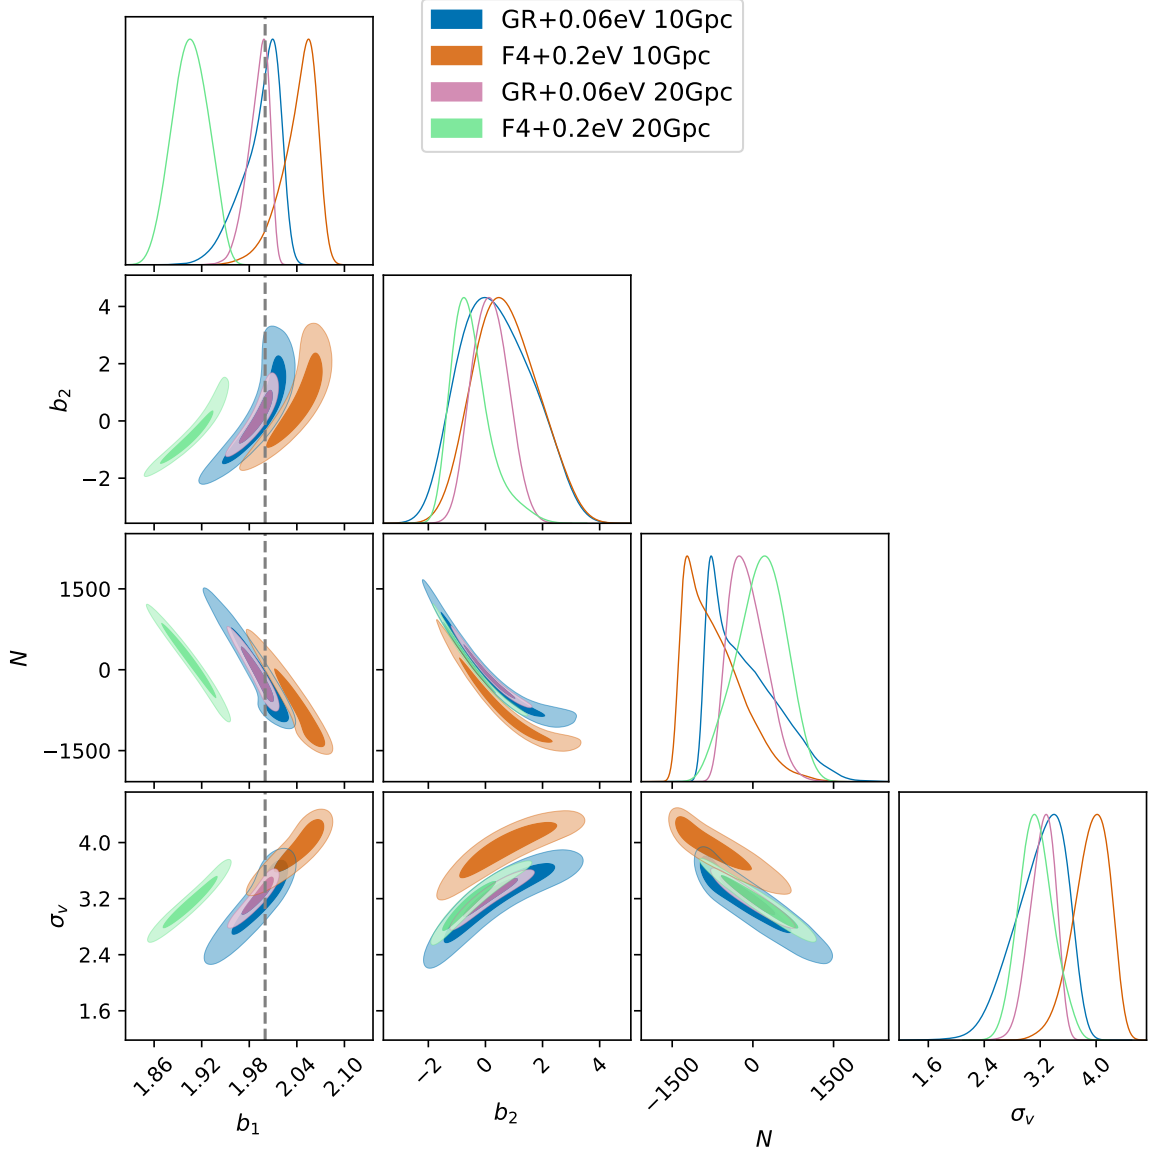 GR+0.06eV 10Gpc
F4+0.2eV 10Gpc
GR+0.06eV 20Gpc
F4+0.2eV 20Gpc
4
2
0
−2
b2
1500
0
−1500
N
4.0
3.2
2.4
1.6
σv
1.86 1.92 1.98 2.04 2.10
−2 0 2 4
−1500 0 1500
1.6 2.4 3.2 4.0
b1 b2 N σv